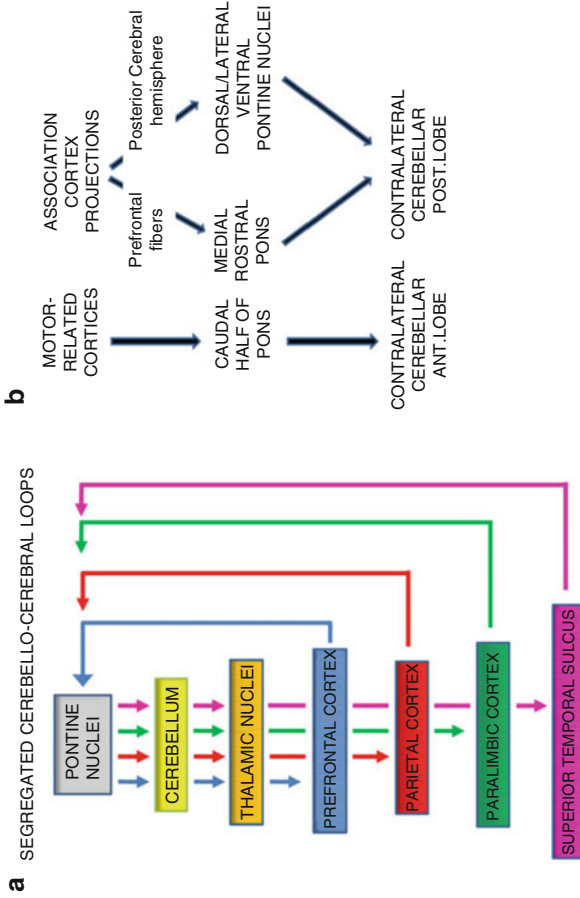 a
SEGREGATED CEREBELLO-CEREBRAL LOOPS
PONTINE
NUCLEI
CEREBELLUM
THALAMIC NUCLEI
PREFRONTAL CORTEX
PARIETAL CORTEX
PARALIMBIC CORTEX
SUPERIOR TEMPORAL SULCUS
b
MOTOR-
RELATED
CORTICES
ASSOCIATION
CORTEX
PROJECTIONS
Prefrontal
fibers
Posterior Cerebral
hemisphere
CAUDAL
HALF OF
PONS
MEDIAL
ROSTRAL
PONS
DORSAL/LATERAL
VENTRAL
PONTINE NUCLEI
CONTRALATERAL
CEREBELLAR
ANT.LOBE
CONTRALATERAL
CEREBELLAR
POST.LOBE